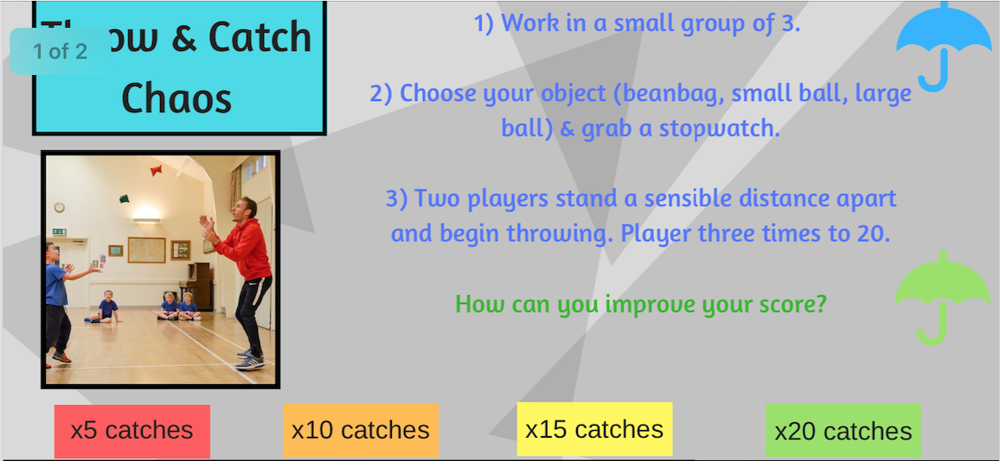 Throw & Catch
Chaos
1 of 2
1) Work in a small group of 3.
2) Choose your object (beanbag, small ball, large
ball) & grab a stopwatch.
3) Two players stand a sensible distance apart
and begin throwing. Player three times to 20.
How can you improve your score?
x5 catches
x10 catches
x15 catches
x20 catches